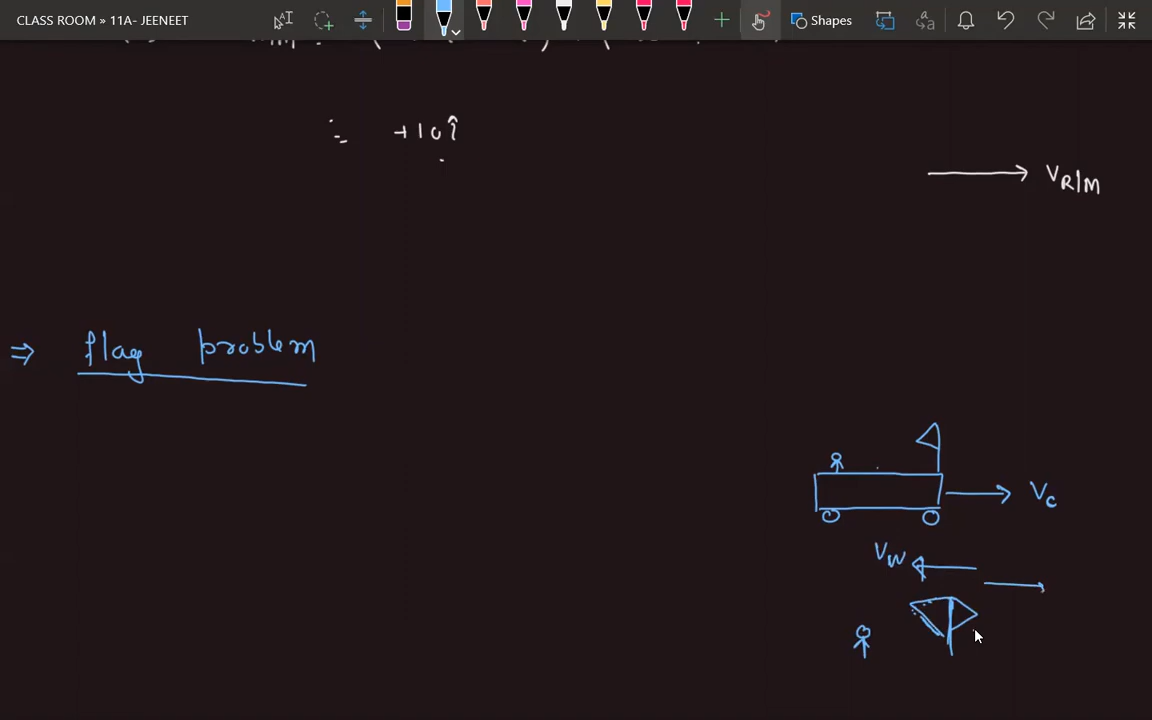 CLASS ROOM » 11A- JEENEET
Shapes
+10î
V_R/M
⇒ flag problem
V_C
V_W